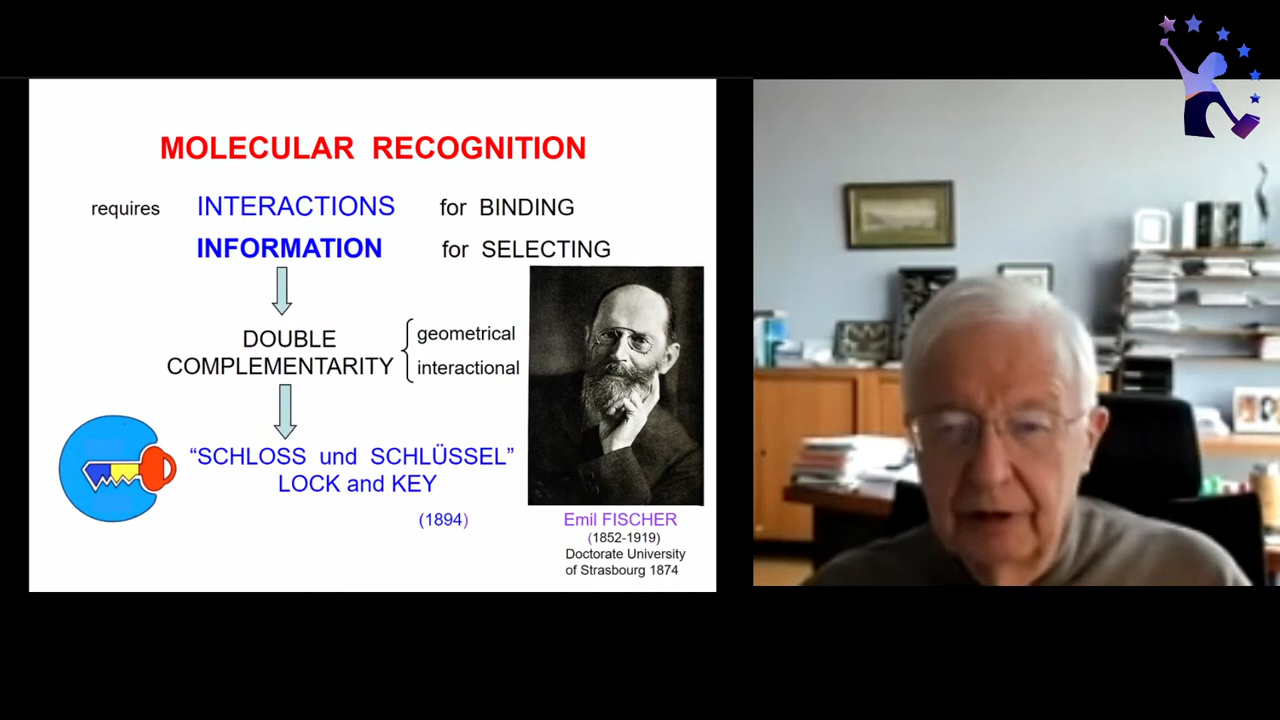 MOLECULAR RECOGNITION
requires INTERACTIONS for BINDING
INFORMATION for SELECTING
DOUBLE
COMPLEMENTARITY
geometrical
interactional
“SCHLOSS und SCHLÜSSEL”
LOCK and KEY
(1894)
Emil FISCHER
(1852-1919)
Doctorate University
of Strasbourg 1874